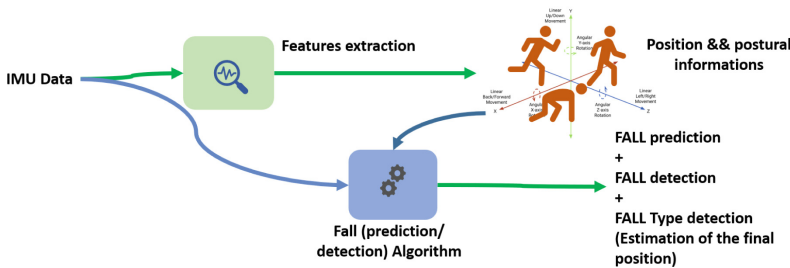 Features extraction
IMU Data
Linear
Up/Down
Movement
Y
Angular
Y-axis
Rotation
Linear
Back/Forward
Movement
X
Angular
X-axis
Angular
Z-axis
Rotation
Linear
Left/Right
Movement
Z
Position && postural
informations
Fall (prediction/
detection) Algorithm
FALL prediction
+
FALL detection
+
FALL Type detection
(Estimation of the final
position)